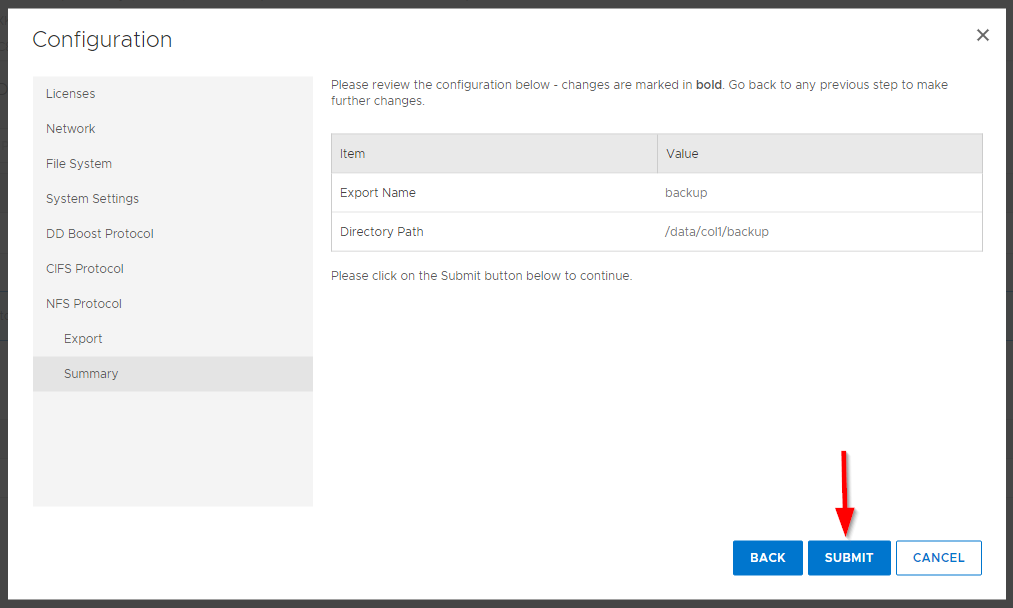 Configuration
Licenses
Network
File System
System Settings
DD Boost Protocol
CIFS Protocol
NFS Protocol
Export
Summary
Please review the configuration below - changes are marked in bold. Go back to any previous step to make
further changes.
Item Value
Export Name backup
Directory Path /data/col1/backup
Please click on the Submit button below to continue.
BACK SUBMIT CANCEL